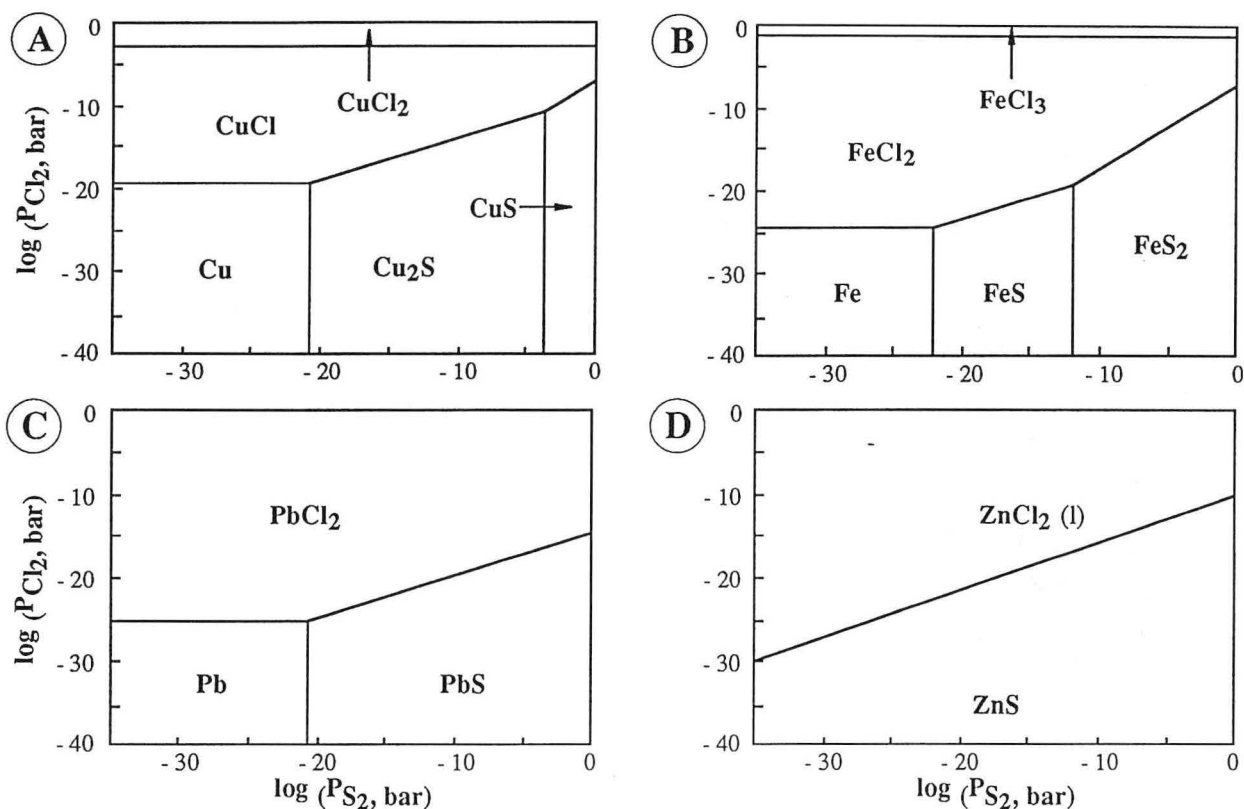 A
log (PCl2, bar)
0
- 10
- 20
- 30
- 40
CuCl2
CuCl
CuS
Cu
Cu2S
- 30
- 20
- 10
0
B
0
- 10
- 20
- 30
- 40
FeCl3
FeCl2
FeS2
Fe
FeS
- 30
- 20
- 10
0
C
log (PCl2, bar)
0
- 10
- 20
- 30
- 40
PbCl2
Pb
PbS
- 30
- 20
- 10
0
log (PS2, bar)
D
0
- 10
- 20
- 30
- 40
ZnCl2 (l)
ZnS
- 30
- 20
- 10
0
log (PS2, bar)